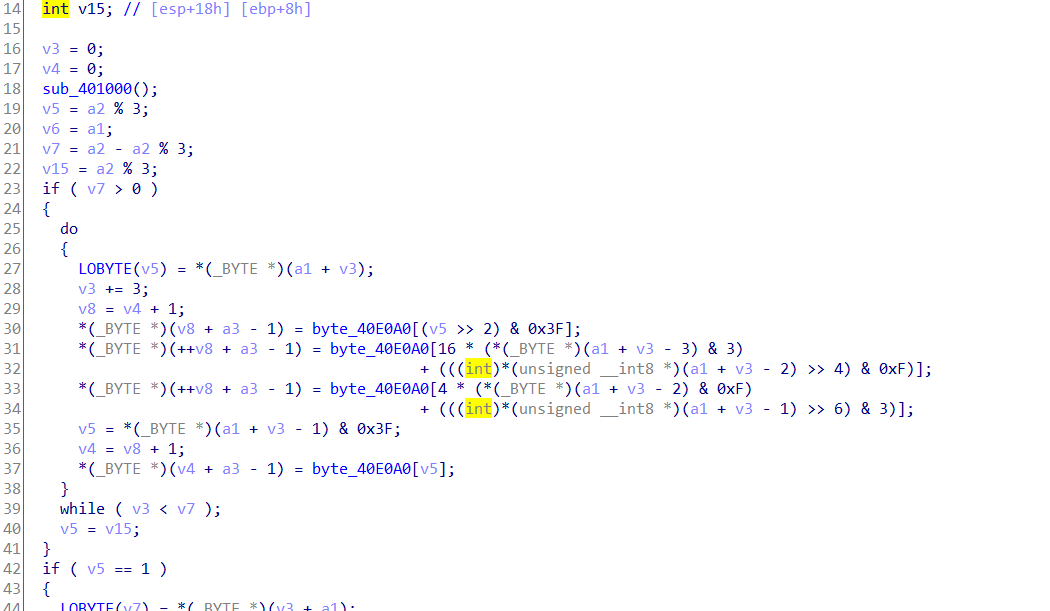 14 int v15; // [esp+18h] [ebp+8h]
15
16 v3 = 0;
17 v4 = 0;
18 sub_401000();
19 v5 = a2 % 3;
20 v6 = a1;
21 v7 = a2 - a2 % 3;
22 v15 = a2 % 3;
23 if ( v7 > 0 )
24 {
25 do
26 {
27 LOBYTE(v5) = *(_BYTE *)(a1 + v3);
28 v3 += 3;
29 v8 = v4 + 1;
30 *(_BYTE *)(v8 + a3 - 1) = byte_40E0A0[(v5 >> 2) & 0x3F];
31 *(_BYTE *)(++v8 + a3 - 1) = byte_40E0A0[16 * (*(_BYTE *)(a1 + v3 - 3) & 3)
32 + (((int)*(unsigned __int8 *)(a1 + v3 - 2) >> 4) & 0xF)];
33 *(_BYTE *)(++v8 + a3 - 1) = byte_40E0A0[4 * (*(_BYTE *)(a1 + v3 - 2) & 0xF)
34 + (((int)*(unsigned __int8 *)(a1 + v3 - 1) >> 6) & 3)];
35 v5 = *(_BYTE *)(a1 + v3 - 1) & 0x3F;
36 v4 = v8 + 1;
37 *(_BYTE *)(v4 + a3 - 1) = byte_40E0A0[v5];
38 }
39 while ( v3 < v7 );
40 v5 = v15;
41 }
42 if ( v5 == 1 )
43 {
44 LOBYTE(v7) = *(_BYTE *)(v3 + a1);